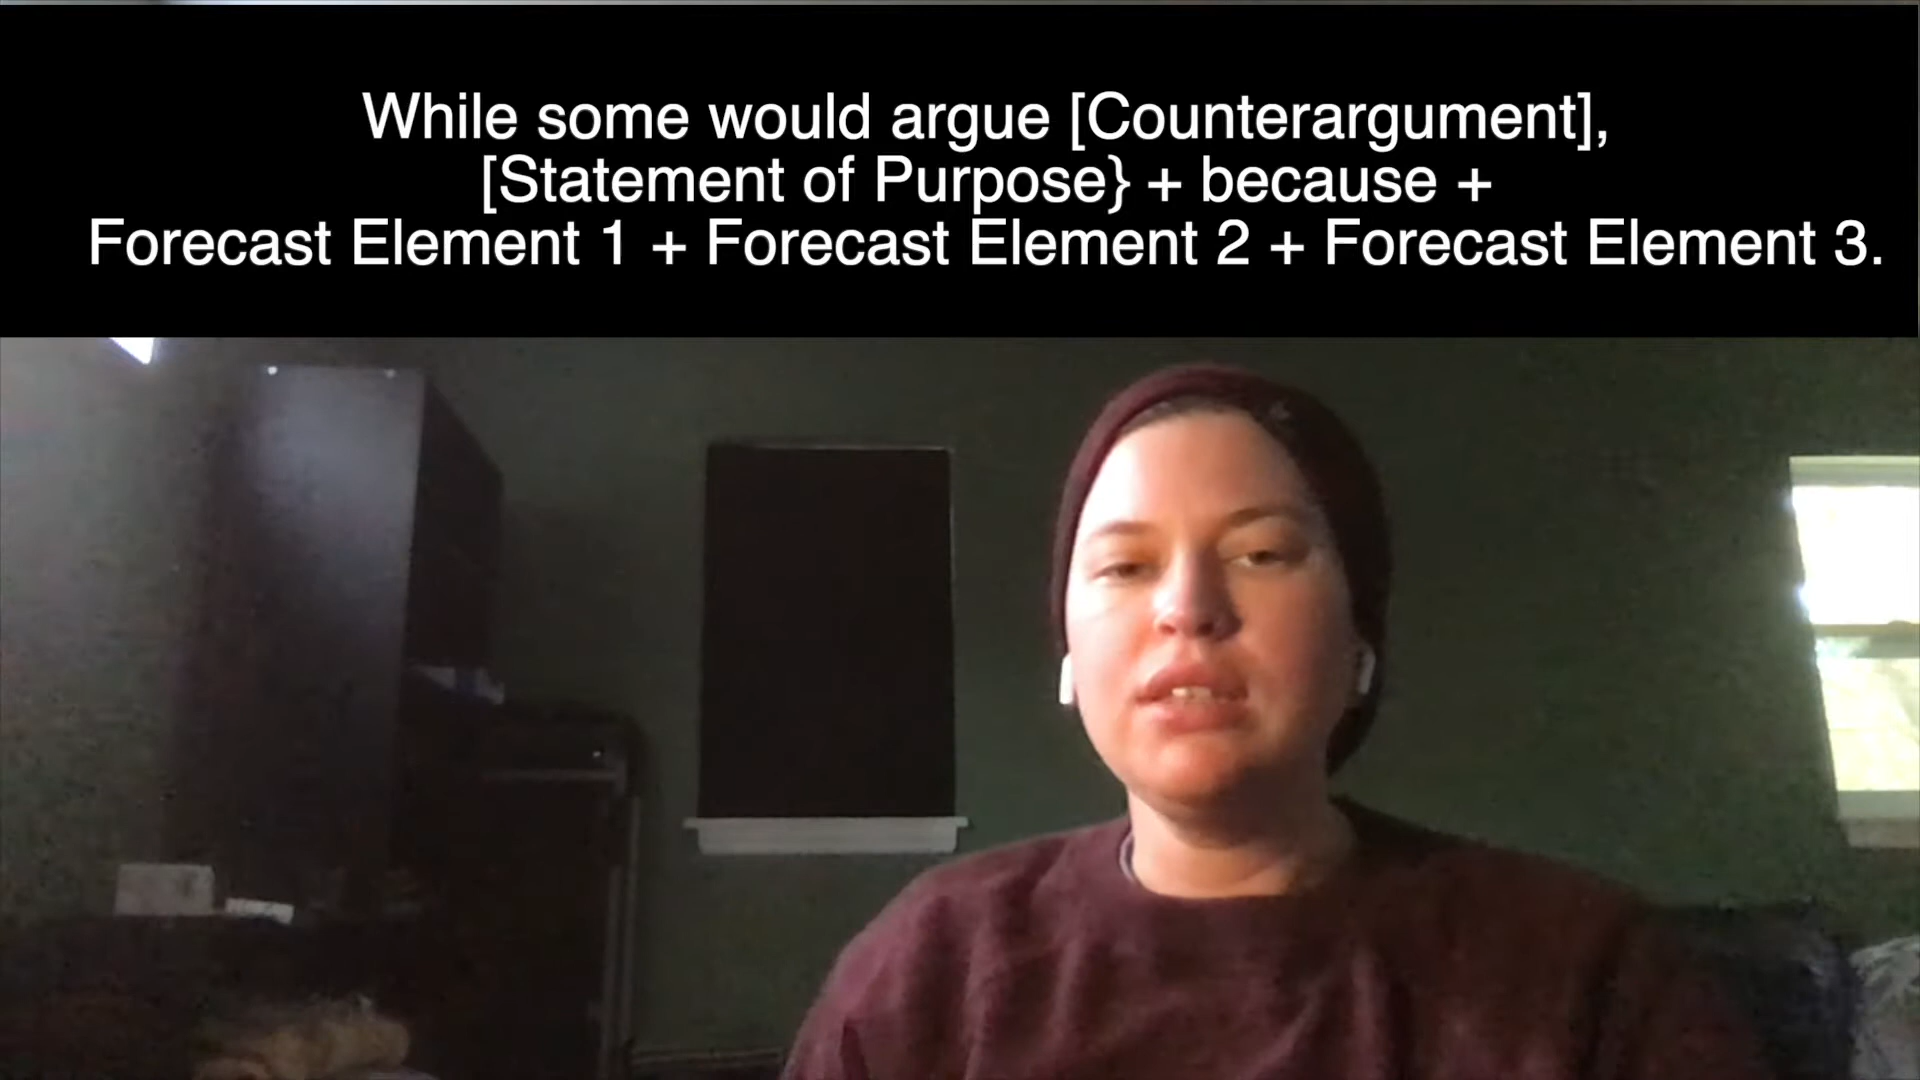 While some would argue [Counterargument],
[Statement of Purpose} + because +
Forecast Element 1 + Forecast Element 2 + Forecast Element 3.